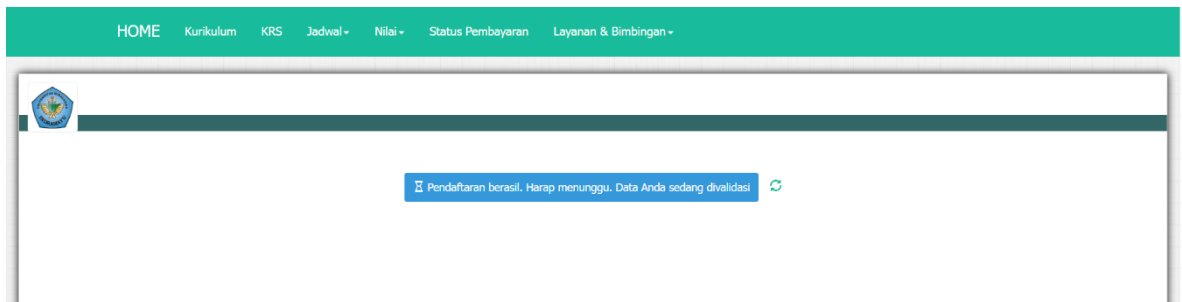 HOME Kurikulum KRS Jadwal Nilai Status Pembayaran Layanan & Bimbingan
Pendaftaran berasil. Harap menunggu. Data Anda sedang divalidasi